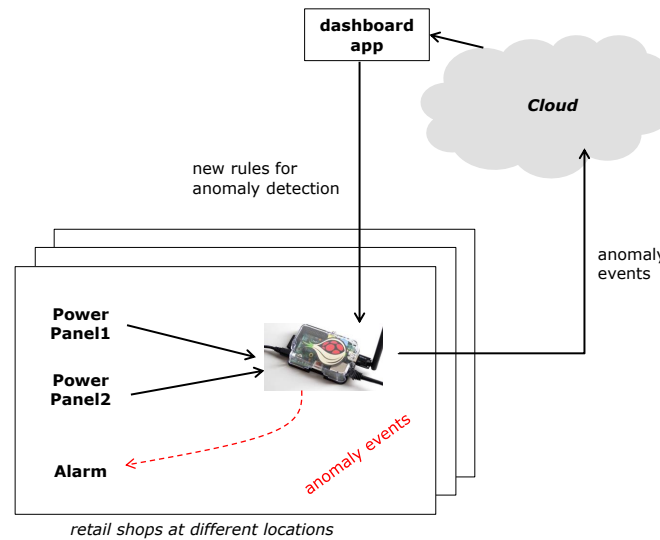 dashboard
app
Cloud
new rules for
anomaly detection
anomaly
events
Power
Panel1
Power
Panel2
Alarm
anomaly events
retail shops at different locations